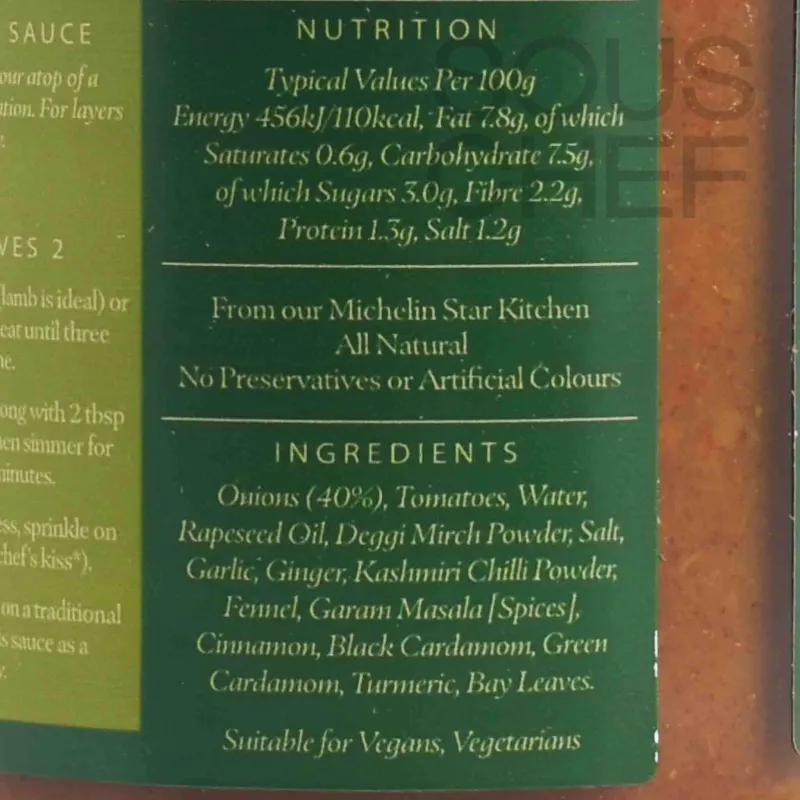 SAUCE
our atop of a
For layers
VES 2
(lamb is ideal) or
eat until three
ong with 2 tbsp
simmer for
minutes.
sprinkle on
chef's kiss*).
on a traditional
sauce as a
NUTRITION
Typical Values Per 100g
Energy 456kJ/110kcal, Fat 7.8g, of which
Saturates 0.6g, Carbohydrate 7.5g,
of which Sugars 3.0g, Fibre 2.2g,
Protein 1.3g, Salt 1.2g
From our Michelin Star Kitchen
All Natural
No Preservatives or Artificial Colours
INGREDIENTS
Onions (40%), Tomatoes, Water,
Rapeseed Oil, Deggi Mirch Powder, Salt,
Garlic, Ginger, Kashmiri Chilli Powder,
Fennel, Garam Masala [Spices],
Cinnamon, Black Cardamom, Green
Cardamom, Turmeric, Bay Leaves.
Suitable for Vegans, Vegetarians
SOUS
CHEF